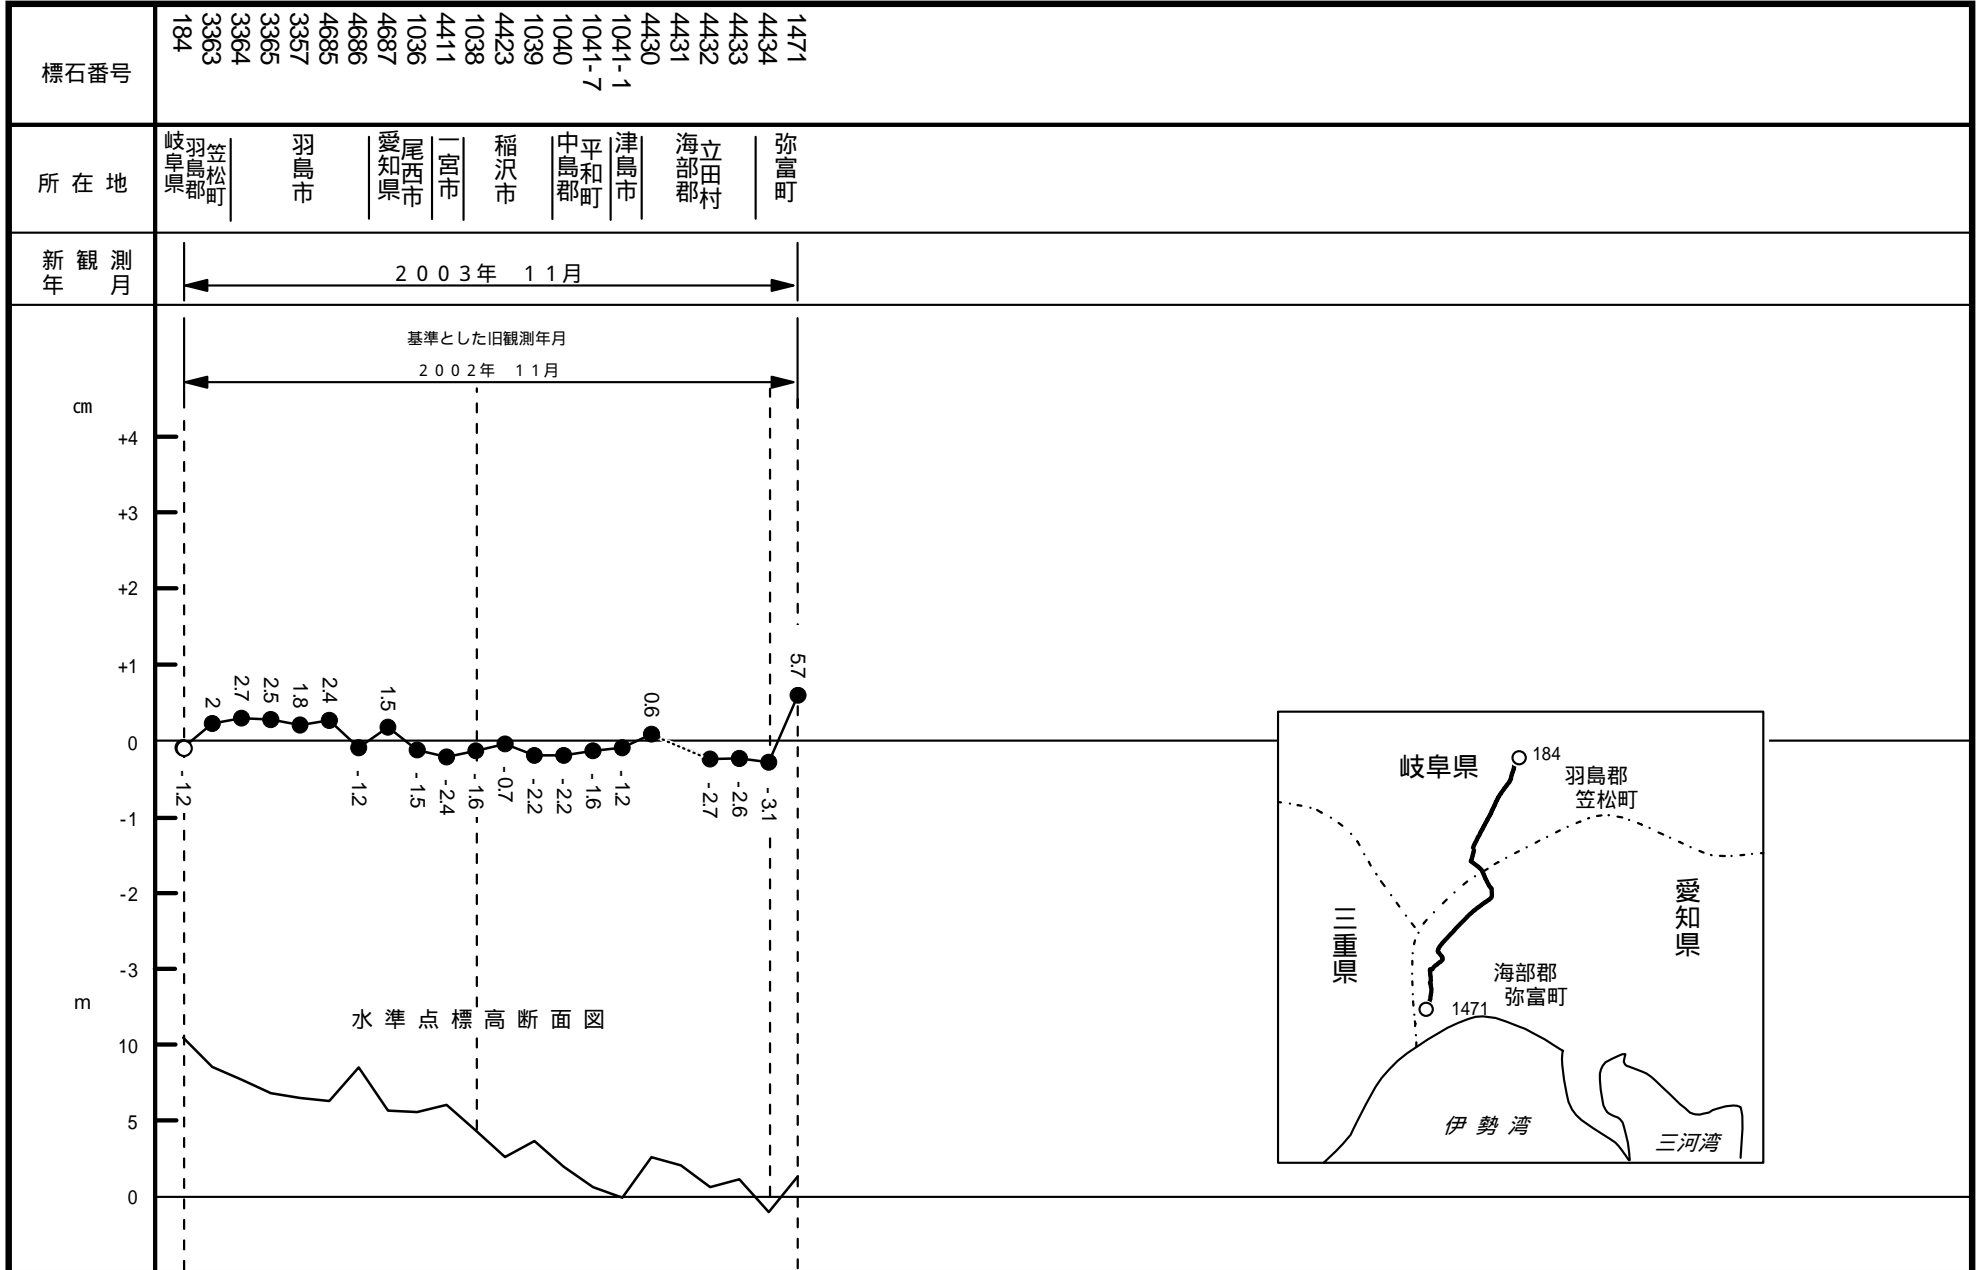 標石番号
184
3363
3364
3365
3357
4685
4686
4687
1036
4411
1038
4423
1039
1040
1041-7
1041-1
4430
4431
4432
4433
4434
1471
所 在 地
岐阜県
羽島郡
笠松町
羽島市
愛知県
尾西市
一宮市
稲沢市
中島郡
平和町
津島市
海部郡
立田村
弥富町
新 観 測
年 月
2003年 11月
基準とした旧観測年月
2002年 11月
㎝
+4
+3
+2
+1
0
-1
-2
-3
-1.2
2
2.7
2.5
1.8
2.4
-1.2
1.5
-1.5
-2.4
-1.6
-0.7
-2.2
-2.2
-1.6
-1.2
0.6
-2.7
-2.6
-3.1
5.7
m
水準点標高断面図
10
5
0
岐阜県
184
羽島郡
笠松町
三重県
愛知県
海部郡
弥富町
1471
伊勢湾
三河湾